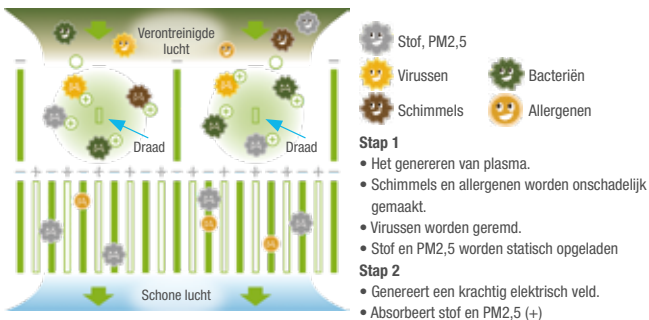 Verontreinigde
lucht
Draad
Draad
Schone lucht
Stof, PM2,5
Virussen
Bacteriën
Schimmels
Allergenen
Stap 1
• Het genereren van plasma.
• Schimmels en allergenen worden onschadelijk
gemaakt.
• Virussen worden geremd.
• Stof en PM2,5 worden statisch opgeladen
Stap 2
• Genereert een krachtig elektrisch veld.
• Absorbeert stof en PM2,5 (+)